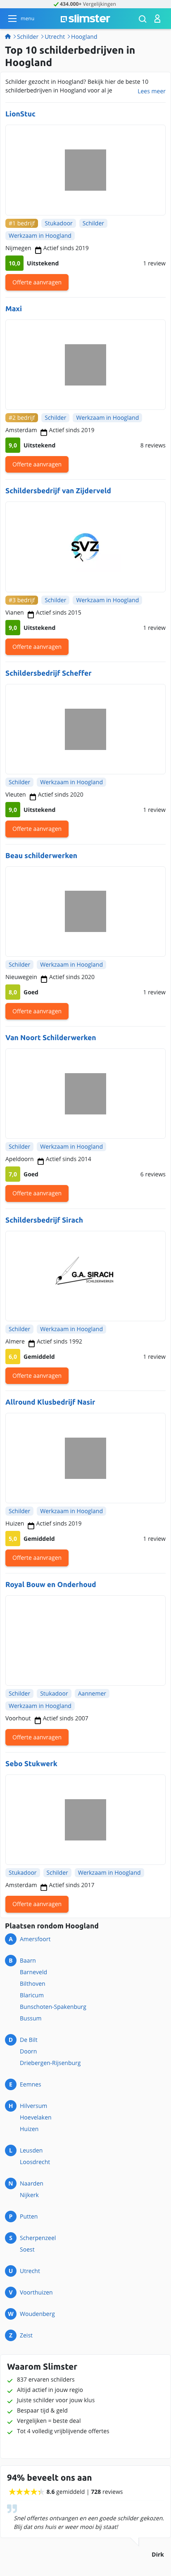 434.000+ Vergelijkingen
menu
slimster
Schilder
Utrecht
Hoogland
Top 10 schilderbedrijven in
Hoogland
Schilder gezocht in Hoogland? Bekijk hier de beste 10
schilderbedrijven in Hoogland voor al je
Lees meer
LionStuc
#1 bedrijf Stukadoor Schilder
Werkzaam in Hoogland
Nijmegen Actief sinds 2019
10,0 Uitstekend 1 review
Offerte aanvragen
Maxi
#2 bedrijf Schilder Werkzaam in Hoogland
Amsterdam Actief sinds 2019
9,0 Uitstekend 8 reviews
Offerte aanvragen
Schildersbedrijf van Zijderveld
SVZ
#3 bedrijf Schilder Werkzaam in Hoogland
Vianen Actief sinds 2015
9,0 Uitstekend 1 review
Offerte aanvragen
Schildersbedrijf Scheffer
Schilder Werkzaam in Hoogland
Vleuten Actief sinds 2020
9,0 Uitstekend 1 review
Offerte aanvragen
Beau schilderwerken
Schilder Werkzaam in Hoogland
Nieuwegein Actief sinds 2020
8,0 Goed 1 review
Offerte aanvragen
Van Noort Schilderwerken
Schilder Werkzaam in Hoogland
Apeldoorn Actief sinds 2014
7,0 Goed 6 reviews
Offerte aanvragen
Schildersbedrijf Sirach
G.A. SIRACH
SCHILDERWERKEN
Schilder Werkzaam in Hoogland
Almere Actief sinds 1992
6,0 Gemiddeld 1 review
Offerte aanvragen
Allround Klusbedrijf Nasir
Schilder Werkzaam in Hoogland
Huizen Actief sinds 2019
Gemiddeld 1 review
Offerte aanvragen
Royal Bouw en Onderhoud
Schilder Stukadoor Aannemer
Werkzaam in Hoogland
Voorhout Actief sinds 2007
Offerte aanvragen
Sebo Stukwerk
Stukadoor Schilder Werkzaam in Hoogland
Amsterdam Actief sinds 2017
Offerte aanvragen
Plaatsen rondom Hoogland
A Amersfoort
B Baarn
Barneveld
Bilthoven
Blaricum
Bunschoten-Spakenburg
Bussum
D De Bilt
Doorn
Driebergen-Rijsenburg
E Eemnes
H Hilversum
Hoevelaken
Huizen
L Leusden
Loosdrecht
N Naarden
Nijkerk
P Putten
S Scherpenzeel
Soest
U Utrecht
V Voorthuizen
W Woudenberg
Z Zeist
Waarom Slimster
837 ervaren schilders
Altijd actief in jouw regio
Juiste schilder voor jouw klus
Bespaar tijd & geld
Vergelijken = beste deal
Tot 4 volledig vrijblijvende offertes
94% beveelt ons aan
8.6 gemiddeld | 728 reviews
Snel offertes ontvangen en een goede schilder gekozen.
Blij dat ons huis er weer mooi bij staat!
Dirk